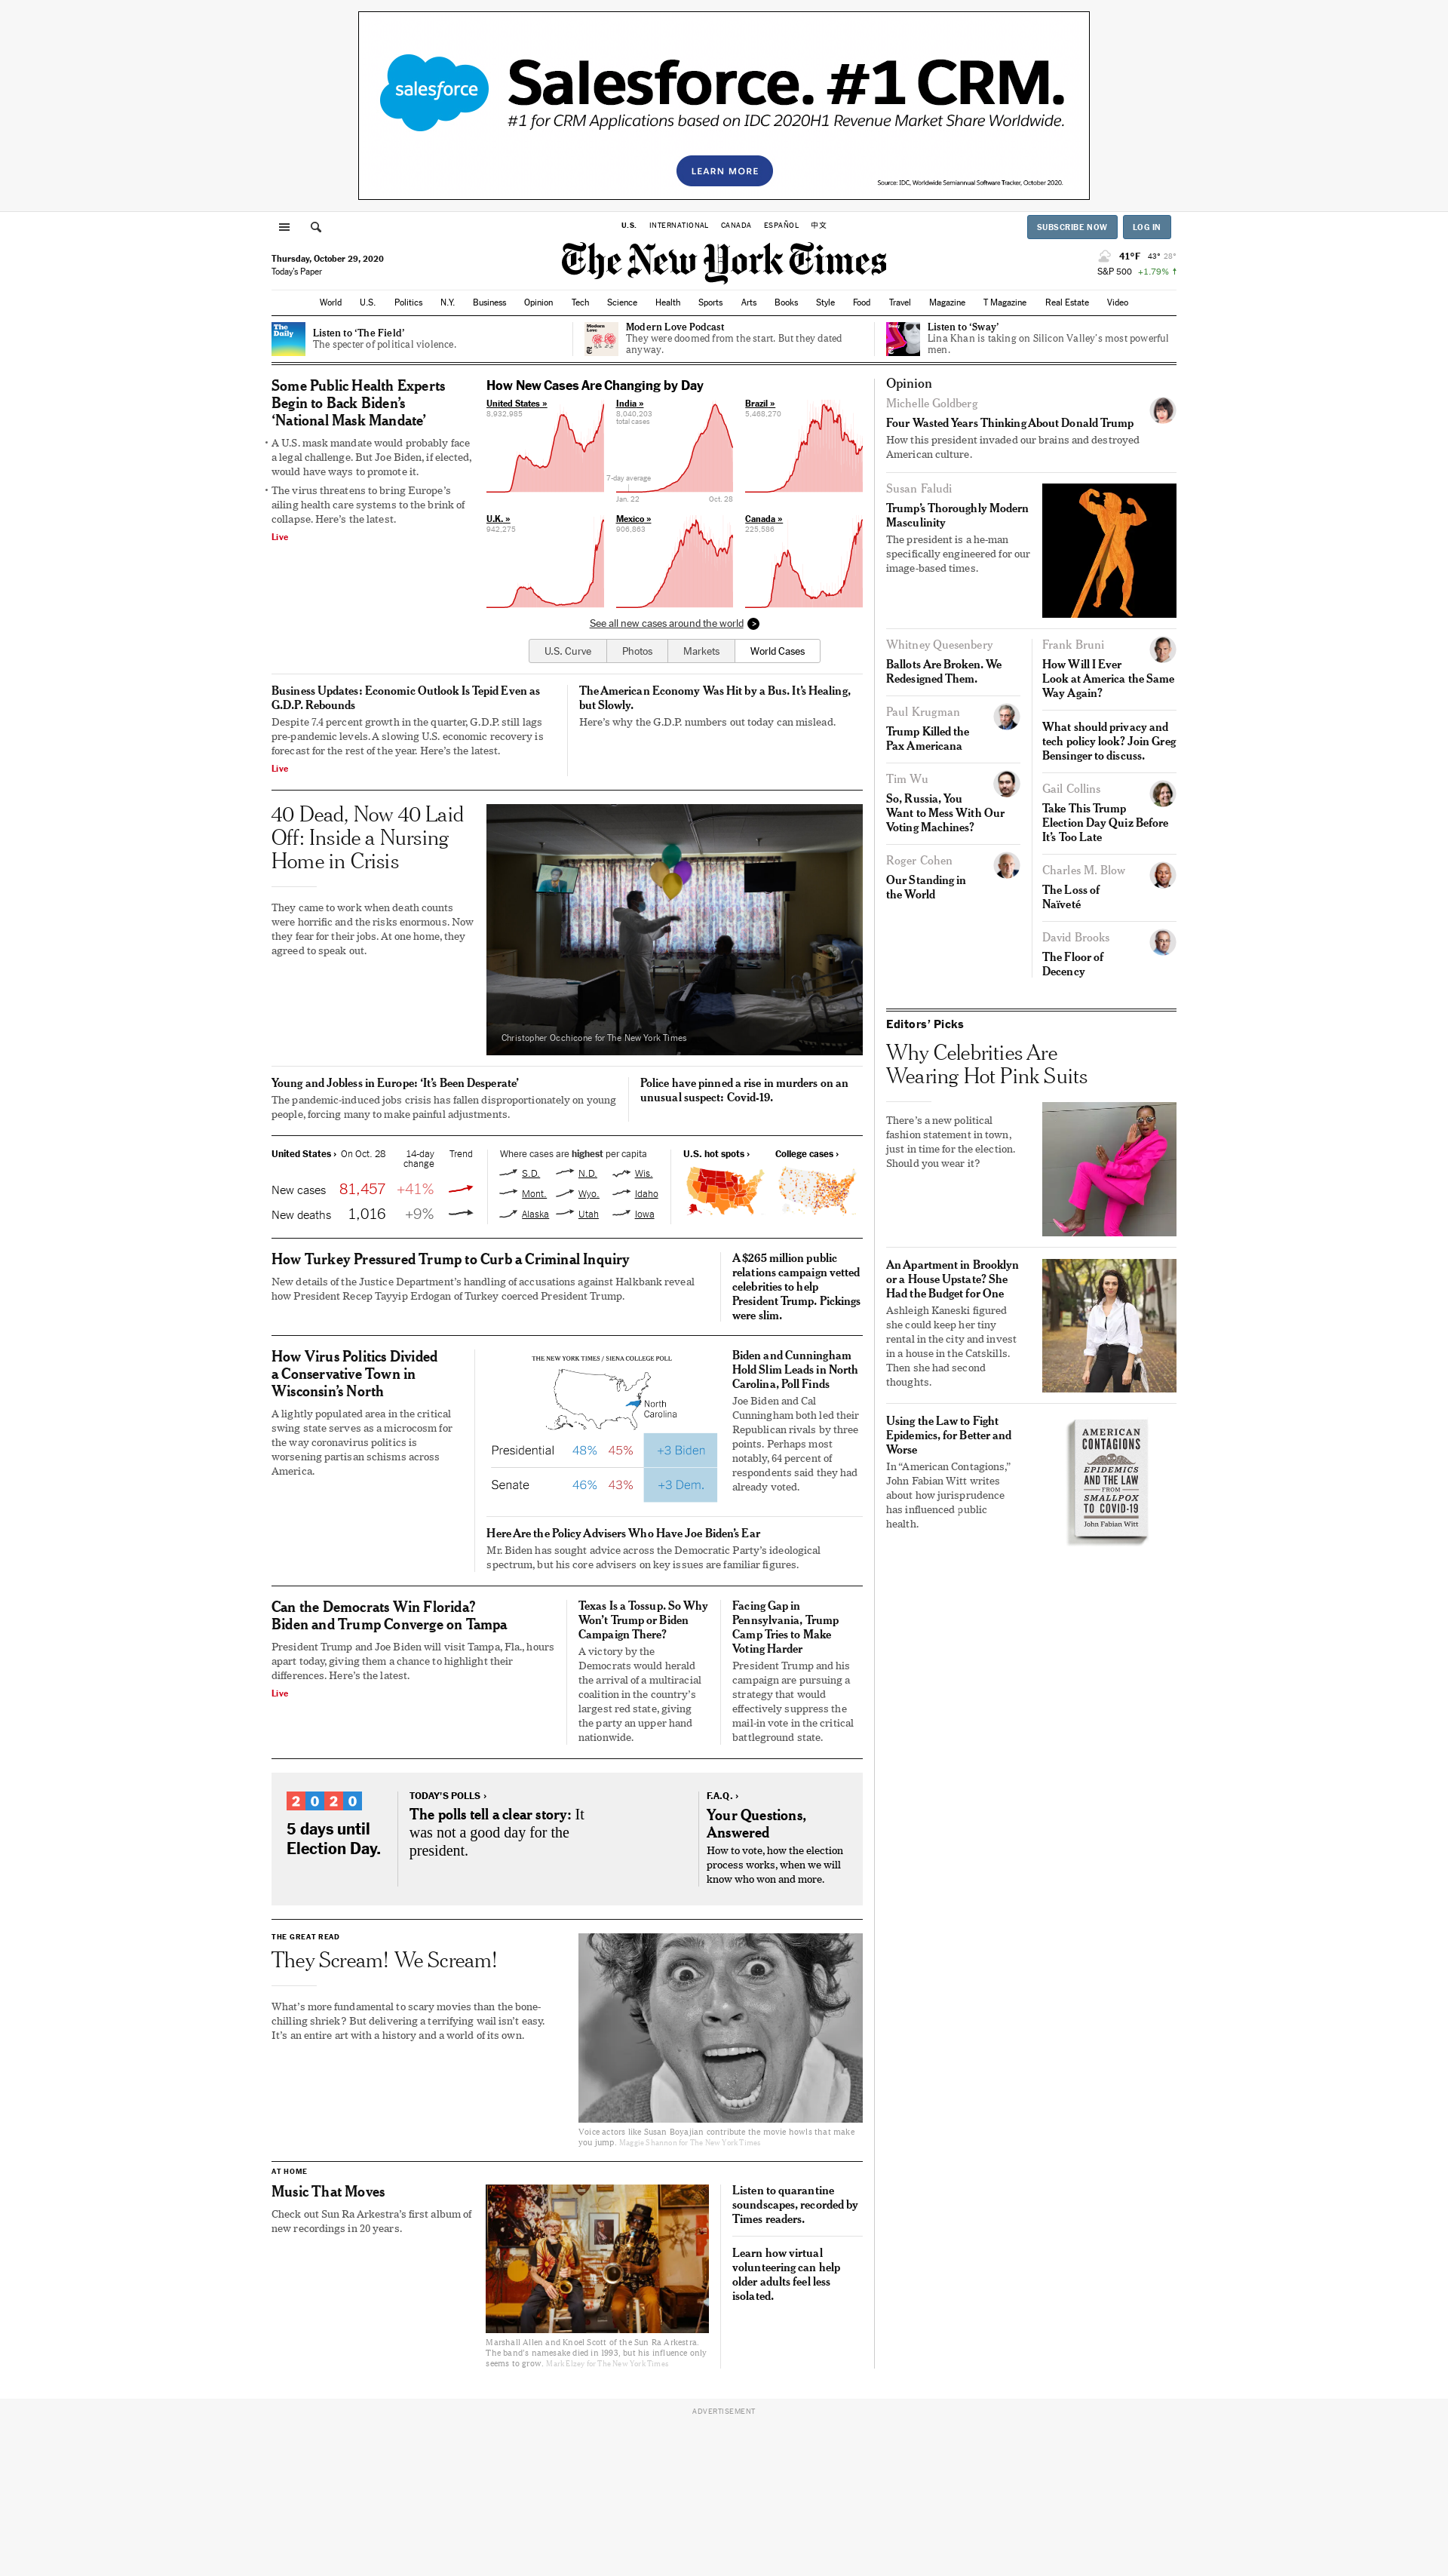 salesforce
Salesforce. #1 CRM.
#1 for CRM Applications based on IDC 2020H1 Revenue Market Share Worldwide.
LEARN MORE
Source: IDC, Worldwide Semiannual Software Tracker, October 2020.
U.S. INTERNATIONAL CANADA ESPAÑOL 中文
SUBSCRIBE NOW LOG IN
Thursday, October 29, 2020
Today's Paper
The New York Times
41°F 43° 28°
S&P 500 +1.79% ↑
World U.S. Politics N.Y. Business Opinion Tech Science Health Sports Arts Books Style Food Travel Magazine T Magazine Real Estate Video
The
Daily
Listen to ‘The Field’
The specter of political violence.
Modern
Love
Modern Love Podcast
They were doomed from the start. But they dated
anyway.
Sway
Listen to ‘Sway’
Lina Khan is taking on Silicon Valley's most powerful
men.
Some Public Health Experts
Begin to Back Biden's
‘National Mask Mandate’
• A U.S. mask mandate would probably face
a legal challenge. But Joe Biden, if elected,
would have ways to promote it.
• The virus threatens to bring Europe's
ailing health care systems to the brink of
collapse. Here's the latest.
Live
How New Cases Are Changing by Day
United States »
8,932,985
India »
8,040,203
total cases
Brazil »
5,468,270
7-day average
Jan. 22 Oct. 28
U.K. »
942,275
Mexico »
906,863
Canada »
225,586
See all new cases around the world >
U.S. Curve Photos Markets World Cases
Business Updates: Economic Outlook Is Tepid Even as
G.D.P. Rebounds
Despite 7.4 percent growth in the quarter, G.D.P. still lags
pre-pandemic levels. A slowing U.S. economic recovery is
forecast for the rest of the year. Here's the latest.
Live
The American Economy Was Hit by a Bus. It's Healing,
but Slowly.
Here's why the G.D.P. numbers out today can mislead.
40 Dead, Now 40 Laid
Off: Inside a Nursing
Home in Crisis
They came to work when death counts
were horrific and the risks enormous. Now
they fear for their jobs. At one home, they
agreed to speak out.
Christopher Occhicone for The New York Times
Young and Jobless in Europe: ‘It's Been Desperate’
The pandemic-induced jobs crisis has fallen disproportionately on young
people, forcing many to make painful adjustments.
Police have pinned a rise in murders on an
unusual suspect: Covid-19.
United States › On Oct. 28 14-day
change Trend
New cases 81,457 +41%
New deaths 1,016 +9%
Where cases are highest per capita
S.D. N.D. Wis.
Mont. Wyo. Idaho
Alaska Utah Iowa
U.S. hot spots › College cases ›
How Turkey Pressured Trump to Curb a Criminal Inquiry
New details of the Justice Department's handling of accusations against Halkbank reveal
how President Recep Tayyip Erdogan of Turkey coerced President Trump.
A $265 million public
relations campaign vetted
celebrities to help
President Trump. Pickings
were slim.
How Virus Politics Divided
a Conservative Town in
Wisconsin's North
A lightly populated area in the critical
swing state serves as a microcosm for
the way coronavirus politics is
worsening partisan schisms across
America.
THE NEW YORK TIMES / SIENA COLLEGE POLL
North
Carolina
Presidential 48% 45% +3 Biden
Senate 46% 43% +3 Dem.
Biden and Cunningham
Hold Slim Leads in North
Carolina, Poll Finds
Joe Biden and Cal
Cunningham both led their
Republican rivals by three
points. Perhaps most
notably, 64 percent of
respondents said they had
already voted.
Here Are the Policy Advisers Who Have Joe Biden's Ear
Mr. Biden has sought advice across the Democratic Party's ideological
spectrum, but his core advisers on key issues are familiar figures.
Can the Democrats Win Florida?
Biden and Trump Converge on Tampa
President Trump and Joe Biden will visit Tampa, Fla., hours
apart today, giving them a chance to highlight their
differences. Here's the latest.
Live
Texas Is a Tossup. So Why
Won't Trump or Biden
Campaign There?
A victory by the
Democrats would herald
the arrival of a multiracial
coalition in the country's
largest red state, giving
the party an upper hand
nationwide.
Facing Gap in
Pennsylvania, Trump
Camp Tries to Make
Voting Harder
President Trump and his
campaign are pursuing a
strategy that would
effectively suppress the
mail-in vote in the critical
battleground state.
2020
5 days until
Election Day.
TODAY'S POLLS ›
The polls tell a clear story: It
was not a good day for the
president.
F.A.Q. ›
Your Questions,
Answered
How to vote, how the election
process works, when we will
know who won and more.
THE GREAT READ
They Scream! We Scream!
What's more fundamental to scary movies than the bone-
chilling shriek? But delivering a terrifying wail isn't easy.
It's an entire art with a history and a world of its own.
Voice actors like Susan Boyajian contribute the movie howls that make
you jump. Maggie Shannon for The New York Times
AT HOME
Music That Moves
Check out Sun Ra Arkestra's first album of
new recordings in 20 years.
Marshall Allen and Knoel Scott of the Sun Ra Arkestra.
The band's namesake died in 1993, but his influence only
seems to grow. Mark Elzey for The New York Times
Listen to quarantine
soundscapes, recorded by
Times readers.
Learn how virtual
volunteering can help
older adults feel less
isolated.
Opinion
Michelle Goldberg
Four Wasted Years Thinking About Donald Trump
How this president invaded our brains and destroyed
American culture.
Susan Faludi
Trump's Thoroughly Modern
Masculinity
The president is a he-man
specifically engineered for our
image-based times.
Whitney Quesenbery
Ballots Are Broken. We
Redesigned Them.
Paul Krugman
Trump Killed the
Pax Americana
Tim Wu
So, Russia, You
Want to Mess With Our
Voting Machines?
Roger Cohen
Our Standing in
the World
Frank Bruni
How Will I Ever
Look at America the Same
Way Again?
What should privacy and
tech policy look? Join Greg
Bensinger to discuss.
Gail Collins
Take This Trump
Election Day Quiz Before
It's Too Late
Charles M. Blow
The Loss of
Naïveté
David Brooks
The Floor of
Decency
Editors' Picks
Why Celebrities Are
Wearing Hot Pink Suits
There's a new political
fashion statement in town,
just in time for the election.
Should you wear it?
An Apartment in Brooklyn
or a House Upstate? She
Had the Budget for One
Ashleigh Kaneski figured
she could keep her tiny
rental in the city and invest
in a house in the Catskills.
Then she had second
thoughts.
Using the Law to Fight
Epidemics, for Better and
Worse
In “American Contagions,”
John Fabian Witt writes
about how jurisprudence
has influenced public
health.
AMERICAN
CONTAGIONS
EPIDEMICS
AND THE LAW
FROM
SMALLPOX
TO COVID-19
John Fabian Witt
ADVERTISEMENT